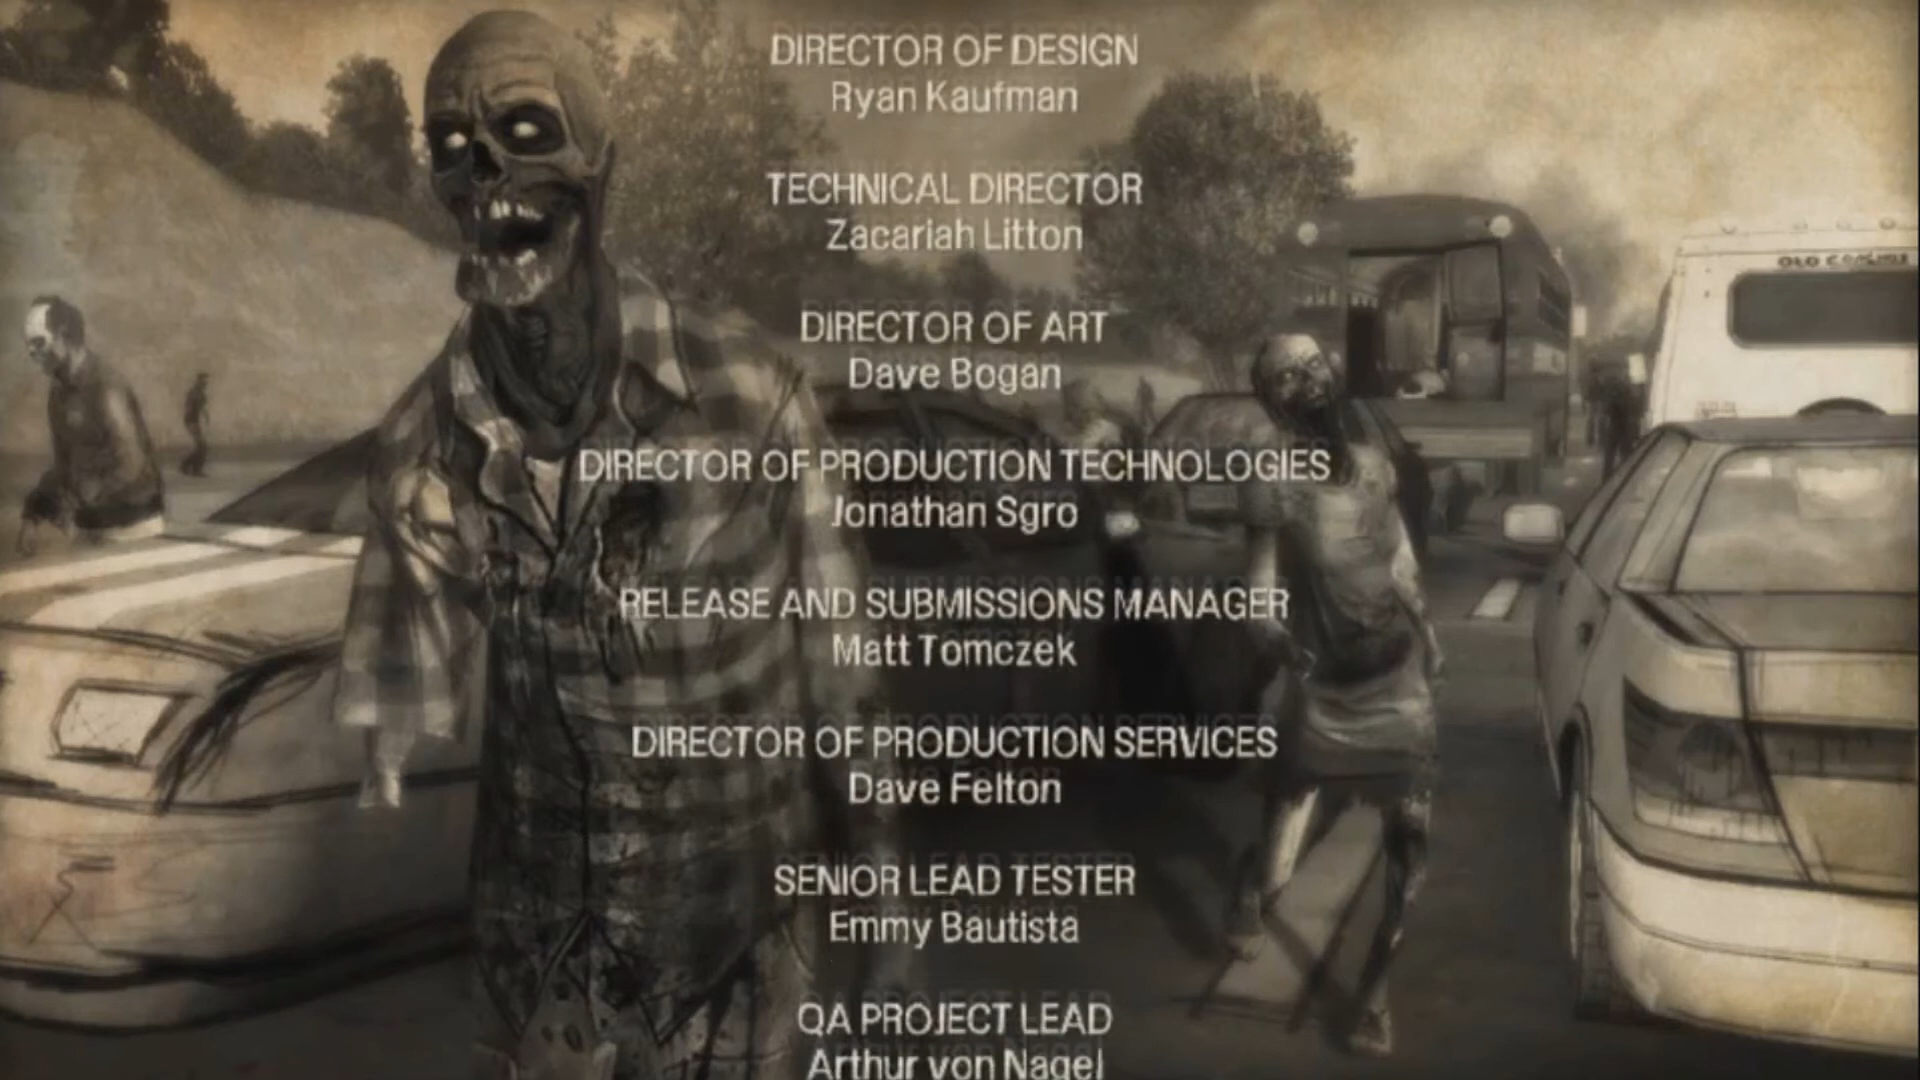 DIRECTOR OF DESIGN
Ryan Kaufman
TECHNICAL DIRECTOR
Zacariah Litton
DIRECTOR OF ART
Dave Bogan
DIRECTOR OF PRODUCTION TECHNOLOGIES
Jonathan Sgro
RELEASE AND SUBMISSIONS MANAGER
Matt Tomczek
DIRECTOR OF PRODUCTION SERVICES
Dave Felton
SENIOR LEAD TESTER
Emmy Bautista
QA PROJECT LEAD
Arthur von Nagel
OLD